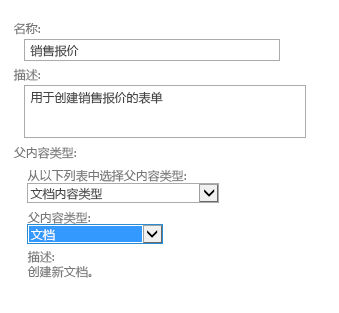 名称:
销售报价
描述:
用于创建销售报价的表单
父内容类型:
从以下列表中选择父内容类型:
文档内容类型
父内容类型:
文档
描述:
创建新文档。